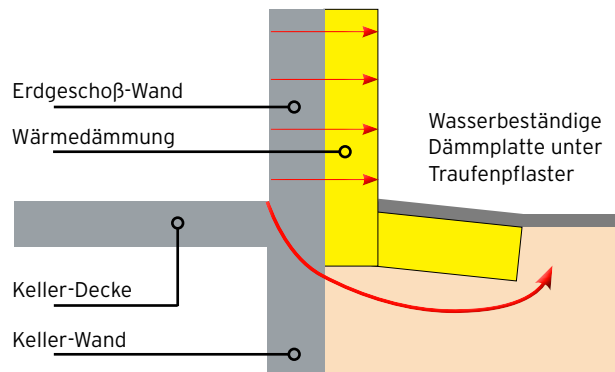 Erdgeschoß-Wand
Wärmedämmung
Wasserbeständige
Dämmplatte unter
Traufenpflaster
Keller-Decke
Keller-Wand